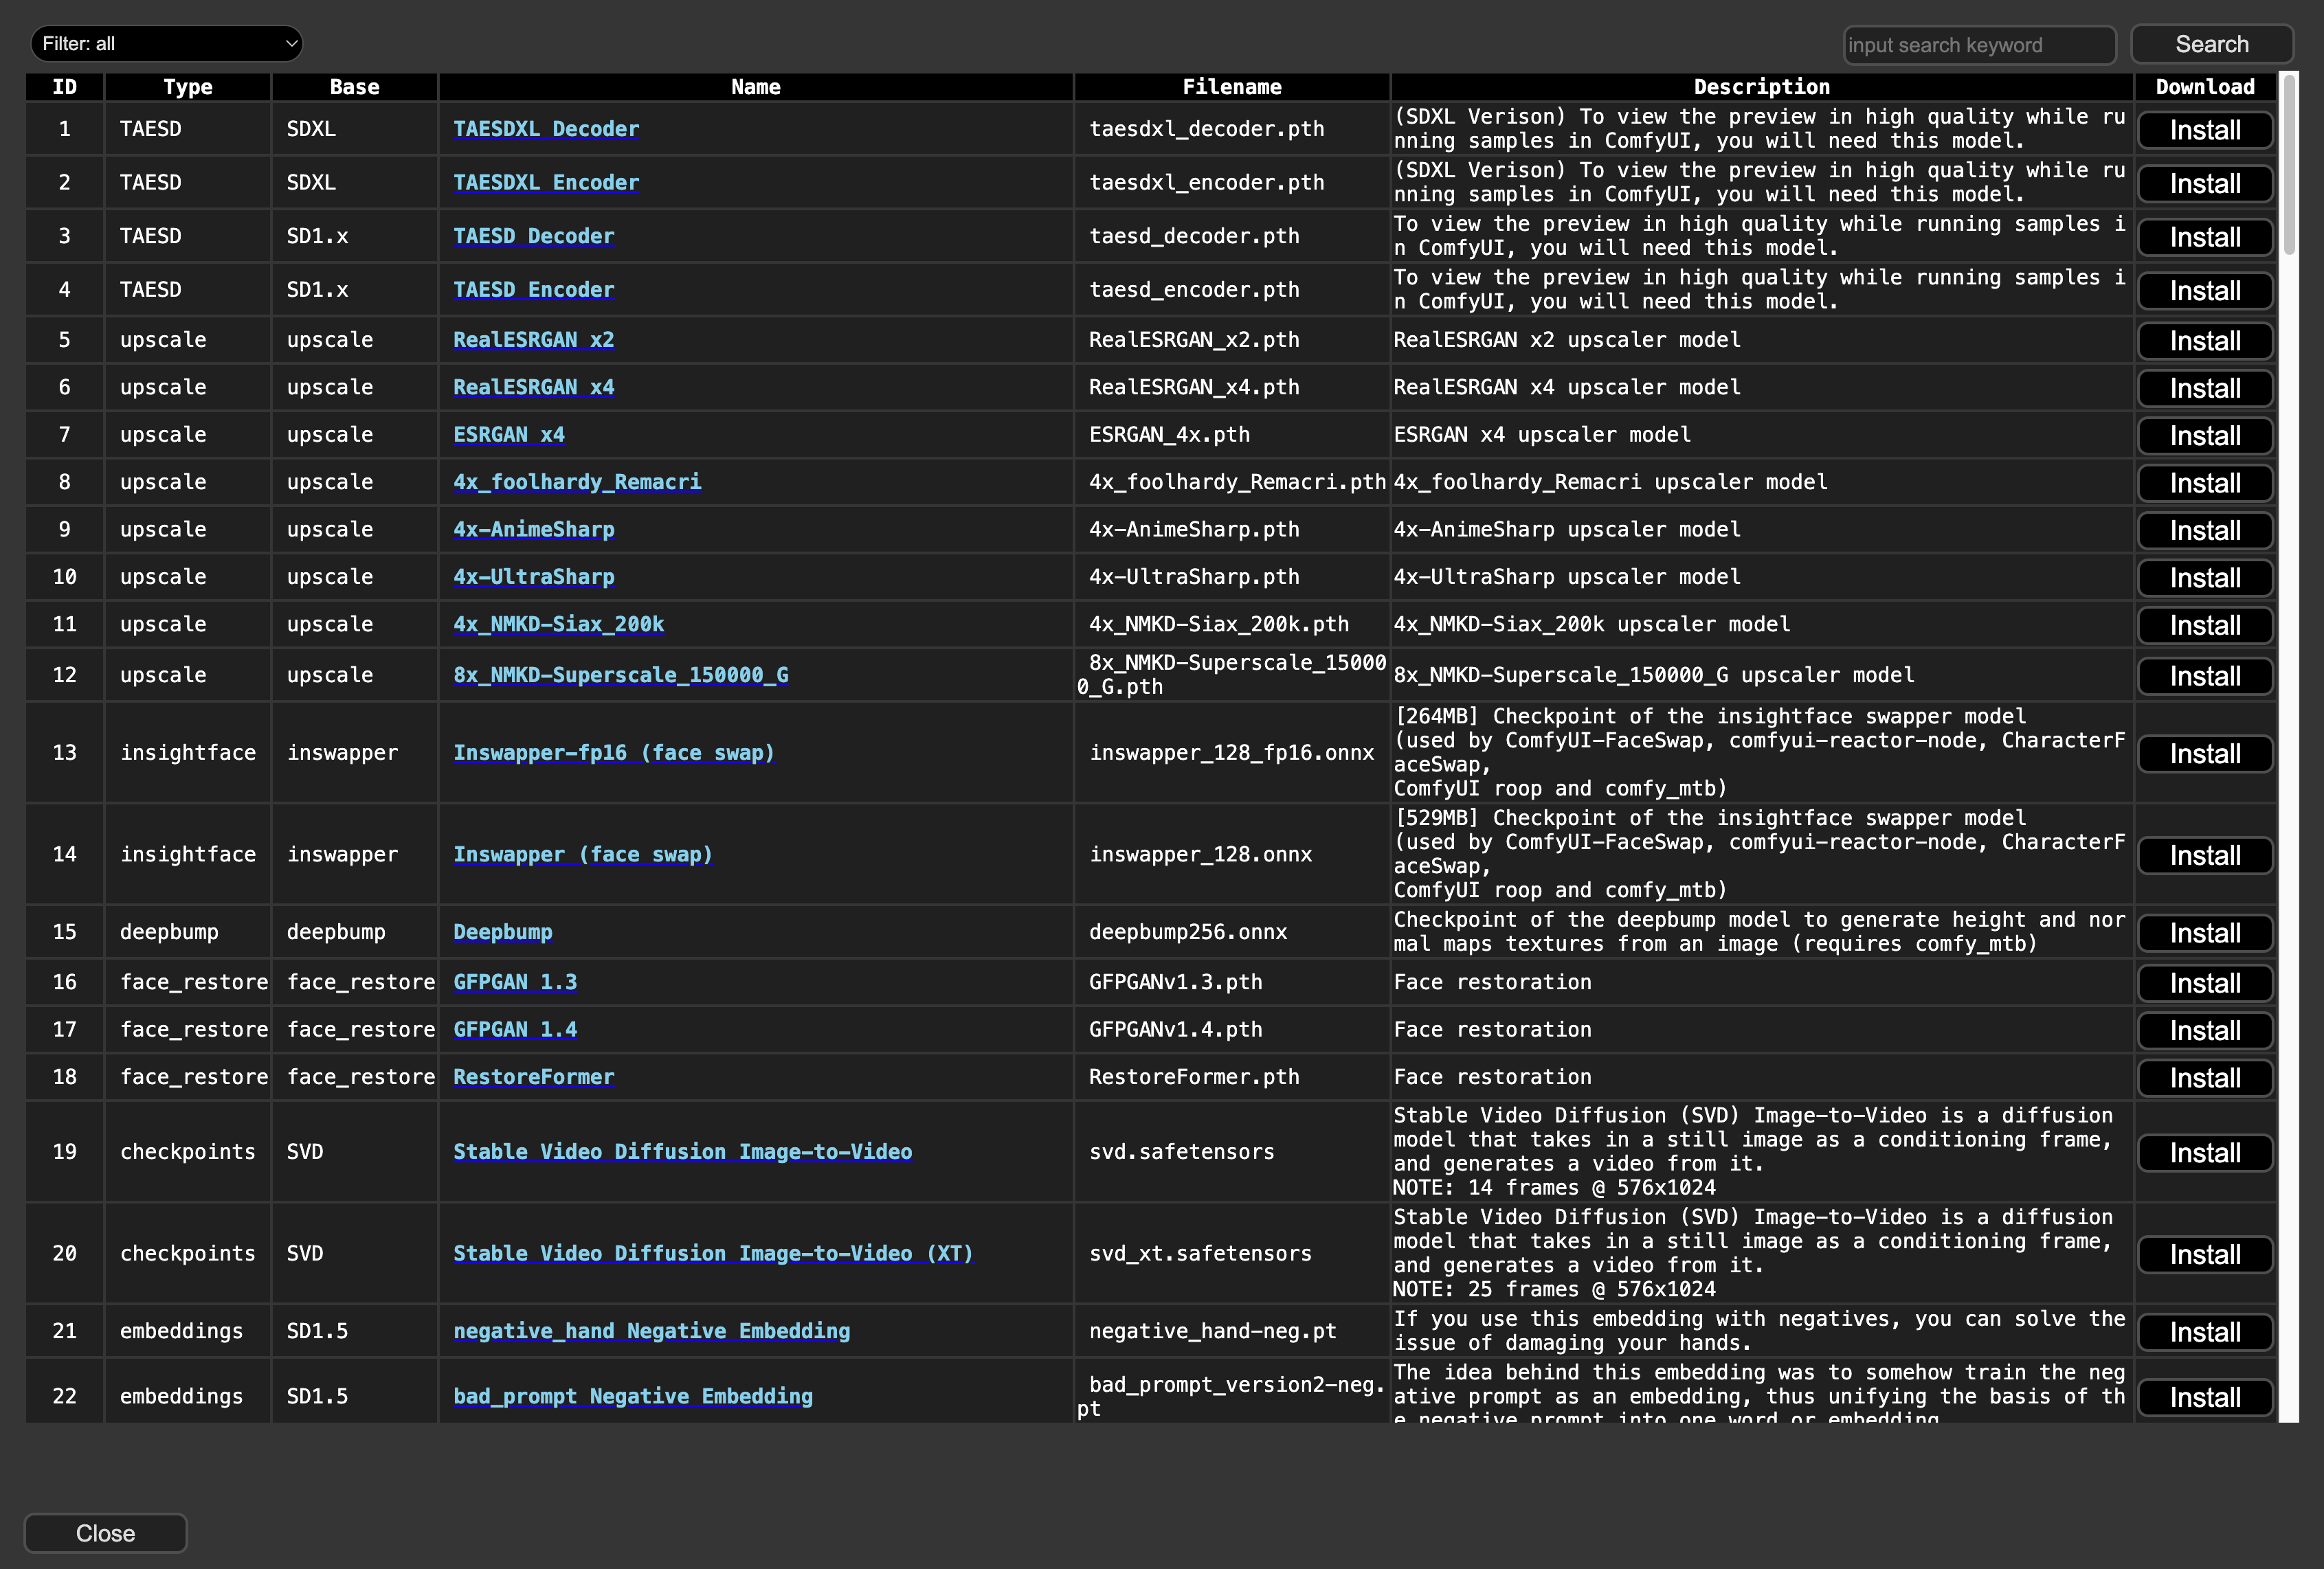 Filter: all
input search keyword
Search
ID Type Base Name Filename Description Download
1 TAESD SDXL TAESDXL Decoder taesdxl_decoder.pth (SDXL Verison) To view the preview in high quality while ru
nning samples in ComfyUI, you will need this model. Install
2 TAESD SDXL TAESDXL Encoder taesdxl_encoder.pth (SDXL Verison) To view the preview in high quality while ru
nning samples in ComfyUI, you will need this model. Install
3 TAESD SD1.x TAESD Decoder taesd_decoder.pth To view the preview in high quality while running samples i
n ComfyUI, you will need this model. Install
4 TAESD SD1.x TAESD Encoder taesd_encoder.pth To view the preview in high quality while running samples i
n ComfyUI, you will need this model. Install
5 upscale upscale RealESRGAN x2 RealESRGAN_x2.pth RealESRGAN x2 upscaler model Install
6 upscale upscale RealESRGAN x4 RealESRGAN_x4.pth RealESRGAN x4 upscaler model Install
7 upscale upscale ESRGAN x4 ESRGAN_4x.pth ESRGAN x4 upscaler model Install
8 upscale upscale 4x_foolhardy_Remacri 4x_foolhardy_Remacri.pth 4x_foolhardy_Remacri upscaler model Install
9 upscale upscale 4x-AnimeSharp 4x-AnimeSharp.pth 4x-AnimeSharp upscaler model Install
10 upscale upscale 4x-UltraSharp 4x-UltraSharp.pth 4x-UltraSharp upscaler model Install
11 upscale upscale 4x_NMKD-Siax_200k 4x_NMKD-Siax_200k.pth 4x_NMKD-Siax_200k upscaler model Install
12 upscale upscale 8x_NMKD-Superscale_150000_G 8x_NMKD-Superscale_15000
0_G.pth 8x_NMKD-Superscale_150000_G upscaler model Install
13 insightface inswapper Inswapper-fp16 (face swap) inswapper_128_fp16.onnx [264MB] Checkpoint of the insightface swapper model
(used by ComfyUI-FaceSwap, comfyui-reactor-node, CharacterF
aceSwap,
ComfyUI roop and comfy_mtb) Install
14 insightface inswapper Inswapper (face swap) inswapper_128.onnx [529MB] Checkpoint of the insightface swapper model
(used by ComfyUI-FaceSwap, comfyui-reactor-node, CharacterF
aceSwap,
ComfyUI roop and comfy_mtb) Install
15 deepbump deepbump Deepbump deepbump256.onnx Checkpoint of the deepbump model to generate height and nor
mal maps textures from an image (requires comfy_mtb) Install
16 face_restore face_restore GFPGAN 1.3 GFPGANv1.3.pth Face restoration Install
17 face_restore face_restore GFPGAN 1.4 GFPGANv1.4.pth Face restoration Install
18 face_restore face_restore RestoreFormer RestoreFormer.pth Face restoration Install
19 checkpoints SVD Stable Video Diffusion Image-to-Video svd.safetensors Stable Video Diffusion (SVD) Image-to-Video is a diffusion
model that takes in a still image as a conditioning frame,
and generates a video from it.
NOTE: 14 frames @ 576x1024 Install
20 checkpoints SVD Stable Video Diffusion Image-to-Video (XT) svd_xt.safetensors Stable Video Diffusion (SVD) Image-to-Video is a diffusion
model that takes in a still image as a conditioning frame,
and generates a video from it.
NOTE: 25 frames @ 576x1024 Install
21 embeddings SD1.5 negative_hand Negative Embedding negative_hand-neg.pt If you use this embedding with negatives, you can solve the
issue of damaging your hands. Install
22 embeddings SD1.5 bad_prompt Negative Embedding bad_prompt_version2-neg.
pt The idea behind this embedding was to somehow train the neg
ative prompt as an embedding, thus unifying the basis of th
e negative prompt into one word or embedding Install
Close